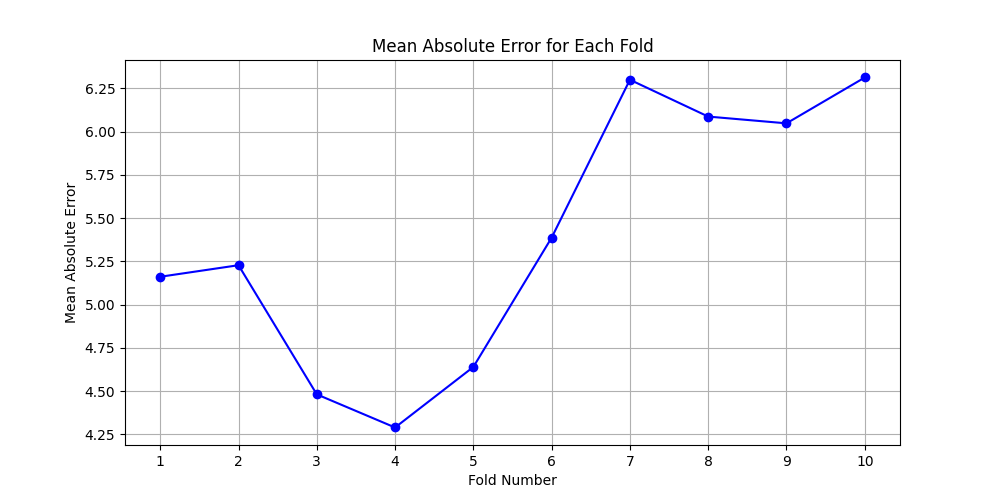 Mean Absolute Error for Each Fold
Mean Absolute Error
6.25
6.00
5.75
5.50
5.25
5.00
4.75
4.50
4.25
1 2 3 4 5 6 7 8 9 10
Fold Number